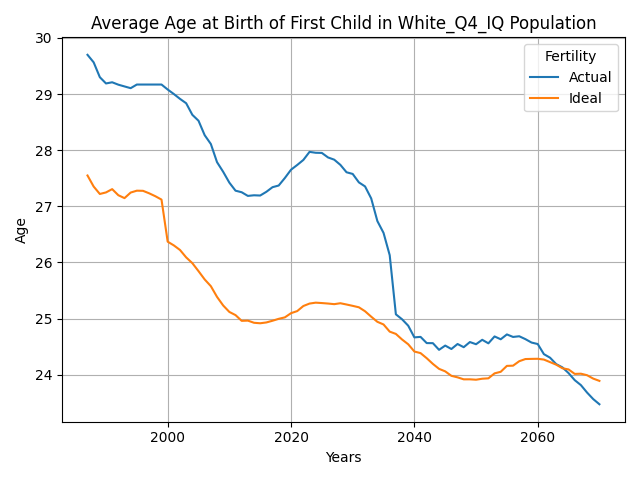 Average Age at Birth of First Child in White_Q4_IQ Population
Fertility
Actual
Ideal
Age
30
29
28
27
26
25
24
2000
2020
2040
2060
Years